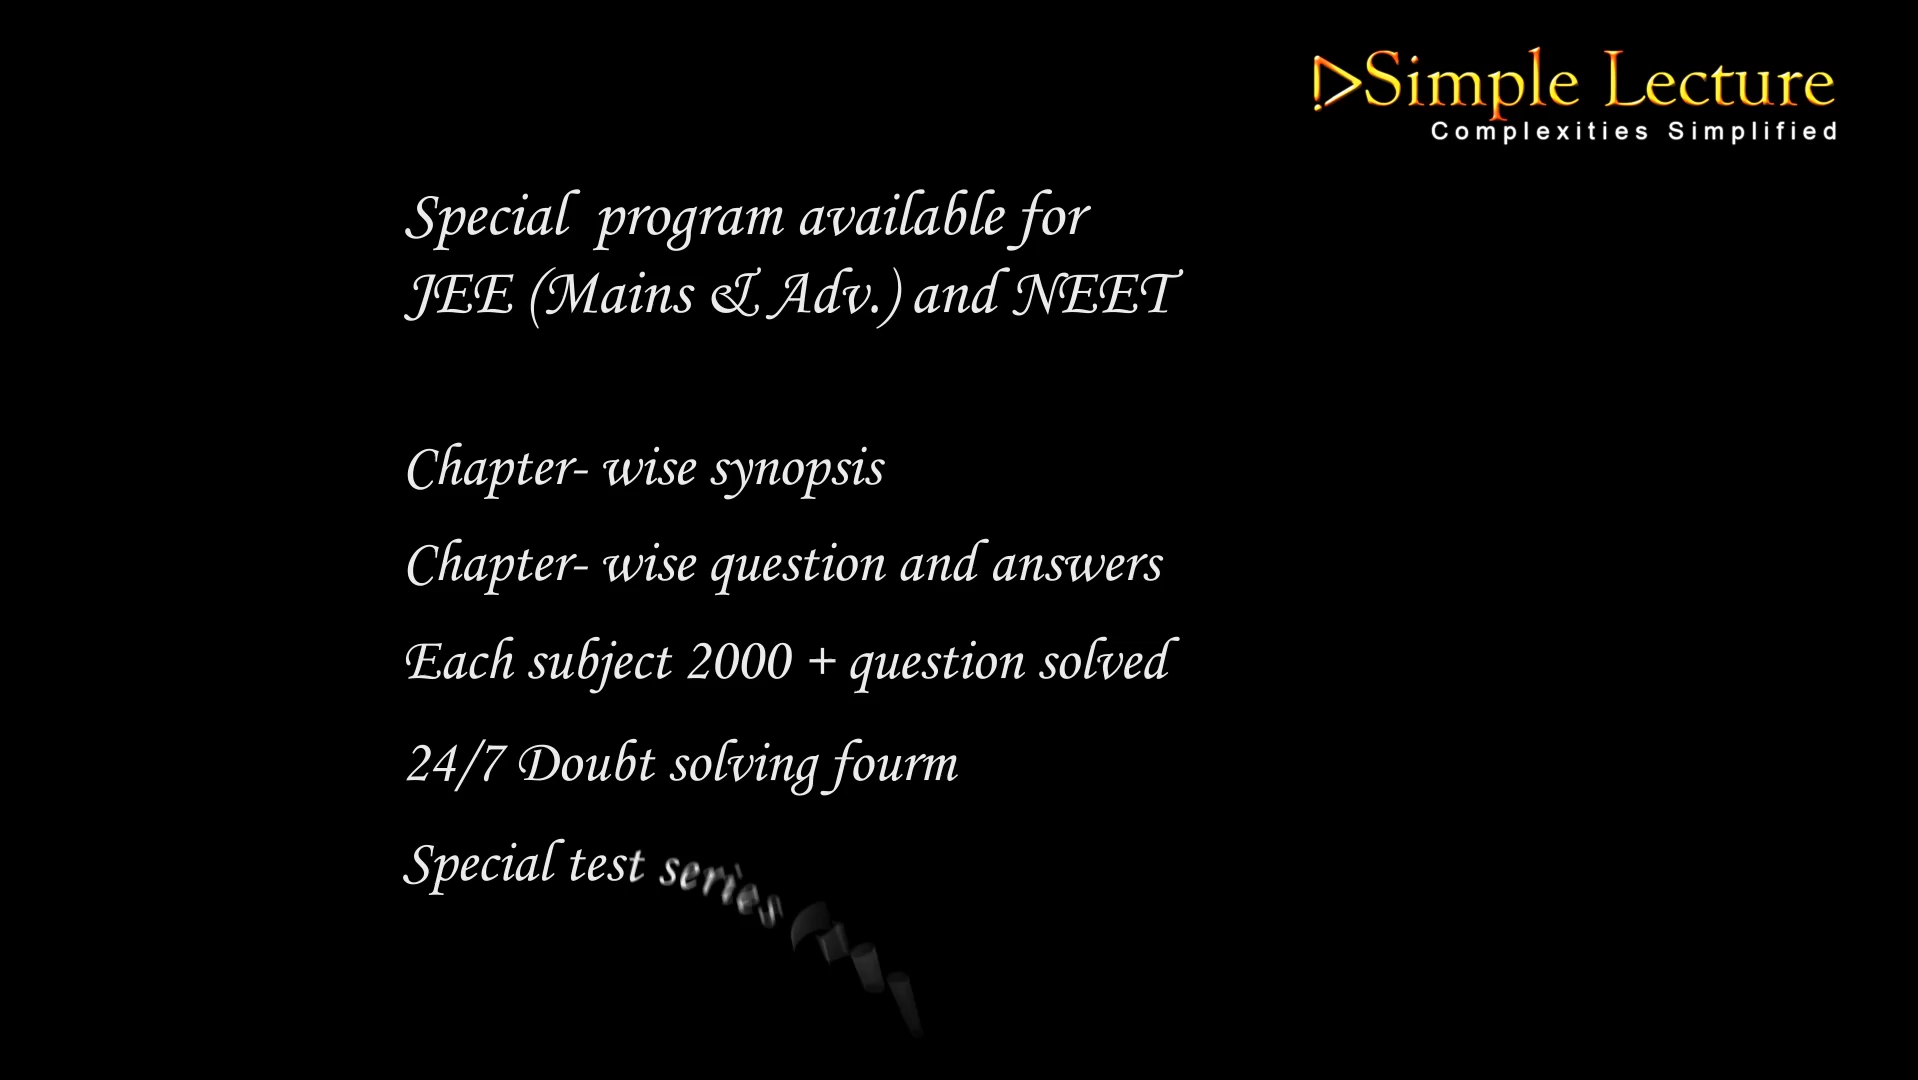 Simple Lecture
Complexities Simplified
Special program available for
JEE (Mains & Adv.) and NEET
Chapter- wise synopsis
Chapter- wise question and answers
Each subject 2000 + question solved
24/7 Doubt solving fourm
Special test series